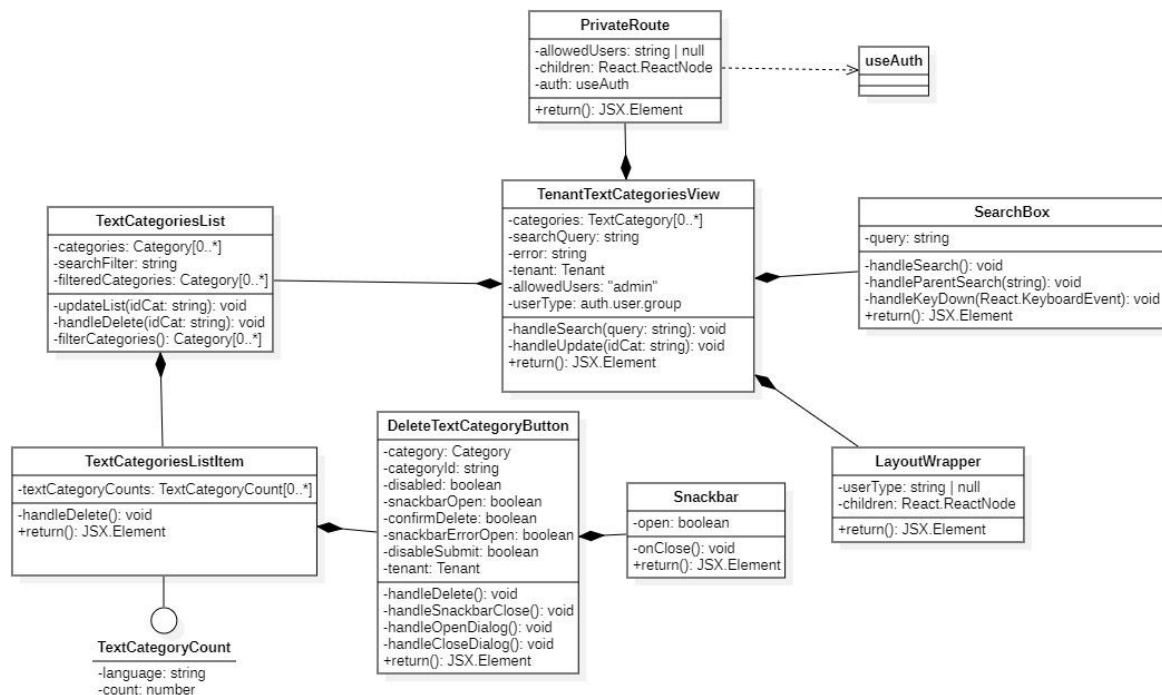 PrivateRoute
-allowedUsers: string | null
-children: React.ReactNode
-auth: useAuth
+return(): JSX.Element
useAuth
TenantTextCategoriesView
-categories: TextCategory[0..*]
-searchQuery: string
-error: string
-tenant: Tenant
-allowedUsers: "admin"
-userType: auth.user.group
-handleSearch(query: string): void
-handleUpdate(idCat: string): void
+return(): JSX.Element
TextCategoriesList
-categories: Category[0..*]
-searchFilter: string
-filteredCategories: Category[0..*]
-updateList(idCat: string): void
-handleDelete(idCat: string): void
-filterCategories(): Category[0..*]
SearchBox
-query: string
-handleSearch(): void
-handleParentSearch(string): void
-handleKeyDown(React.KeyboardEvent): void
+return(): JSX.Element
TextCategoriesListItem
-textCategoryCounts: TextCategoryCount[0..*]
-handleDelete(): void
+return(): JSX.Element
DeleteTextCategoryButton
-category: Category
-categoryId: string
-disabled: boolean
-snackbarOpen: boolean
-confirmDelete: boolean
-snackbarErrorOpen: boolean
-disableSubmit: boolean
-tenant: Tenant
-handleDelete(): void
-handleSnackbarClose(): void
-handleOpenDialog(): void
-handleCloseDialog(): void
+return(): JSX.Element
Snackbar
-open: boolean
-onClose(): void
+return(): JSX.Element
LayoutWrapper
-userType: string | null
-children: React.ReactNode
+return(): JSX.Element
TextCategoryCount
-language: string
-count: number